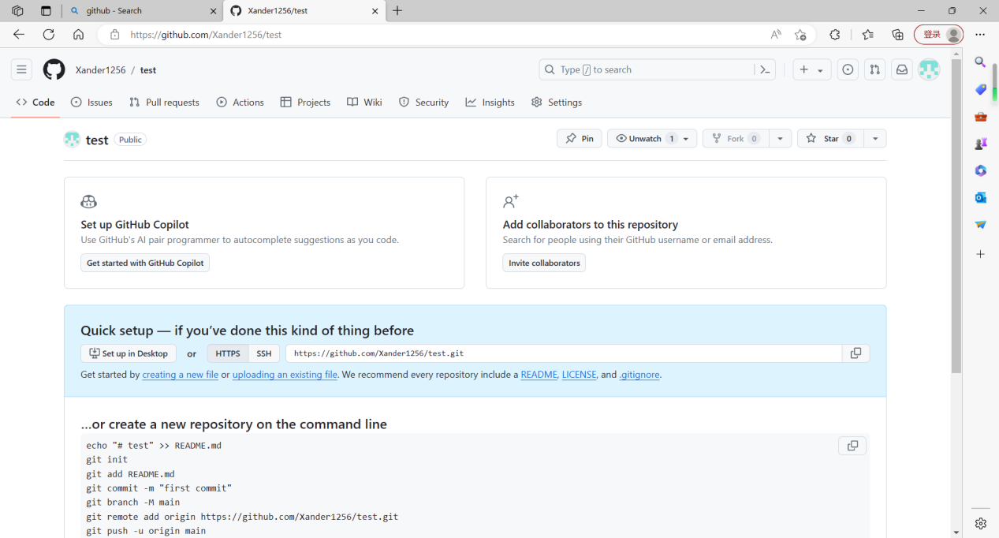 github - Search
Xander1256/test
https://github.com/Xander1256/test
登录
Xander1256 / test
Type / to search
Code Issues Pull requests Actions Projects Wiki Security Insights Settings
test Public
Pin Unwatch 1 Fork 0 Star 0
Set up GitHub Copilot
Use GitHub's AI pair programmer to autocomplete suggestions as you code.
Get started with GitHub Copilot
Add collaborators to this repository
Search for people using their GitHub username or email address.
Invite collaborators
Quick setup — if you’ve done this kind of thing before
Set up in Desktop or HTTPS SSH https://github.com/Xander1256/test.git
Get started by creating a new file or uploading an existing file. We recommend every repository include a README, LICENSE, and .gitignore.
…or create a new repository on the command line
echo "# test" >> README.md
git init
git add README.md
git commit -m "first commit"
git branch -M main
git remote add origin https://github.com/Xander1256/test.git
git push -u origin main